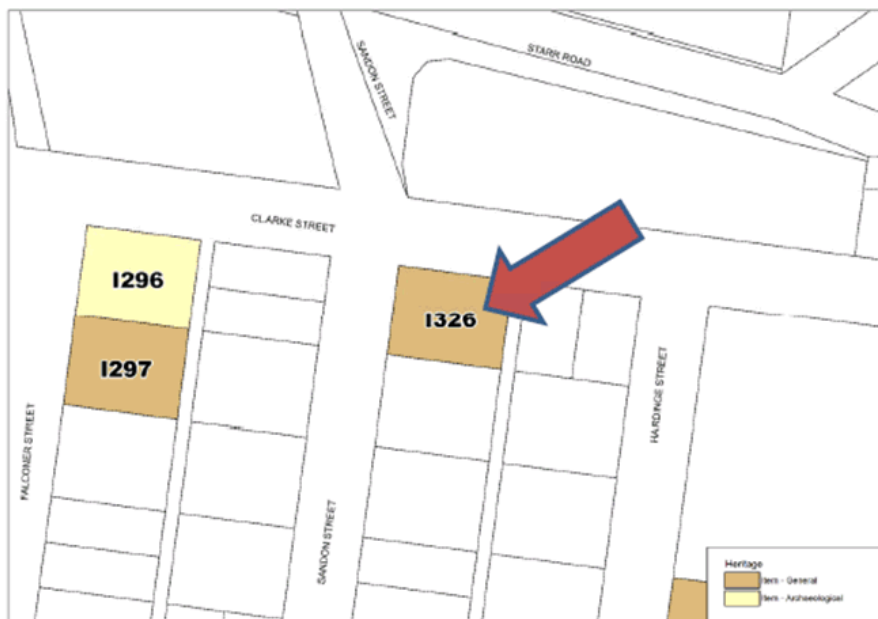 STARR ROAD
SANDON STREET
CLARKE STREET
I296
I326
I297
HARDINGE STREET
FALCONER STREET
SANDON STREET
Heritage
Item - General
Item - Archaeological